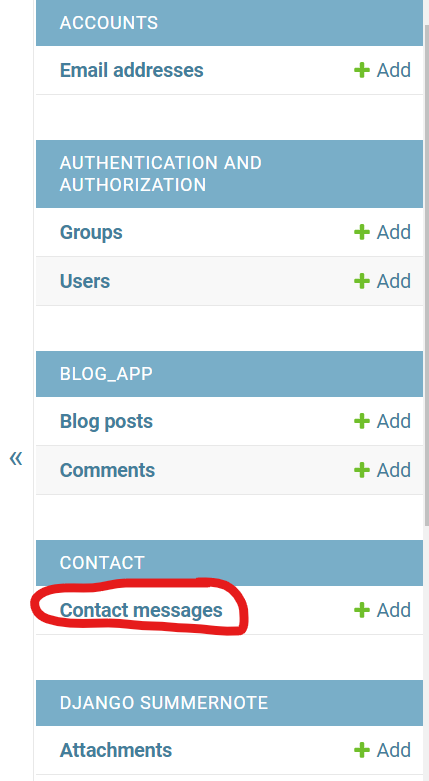 ACCOUNTS
Email addresses + Add
AUTHENTICATION AND
AUTHORIZATION
Groups + Add
Users + Add
BLOG_APP
Blog posts + Add
«
Comments + Add
CONTACT
Contact messages + Add
DJANGO SUMMERNOTE
Attachments + Add